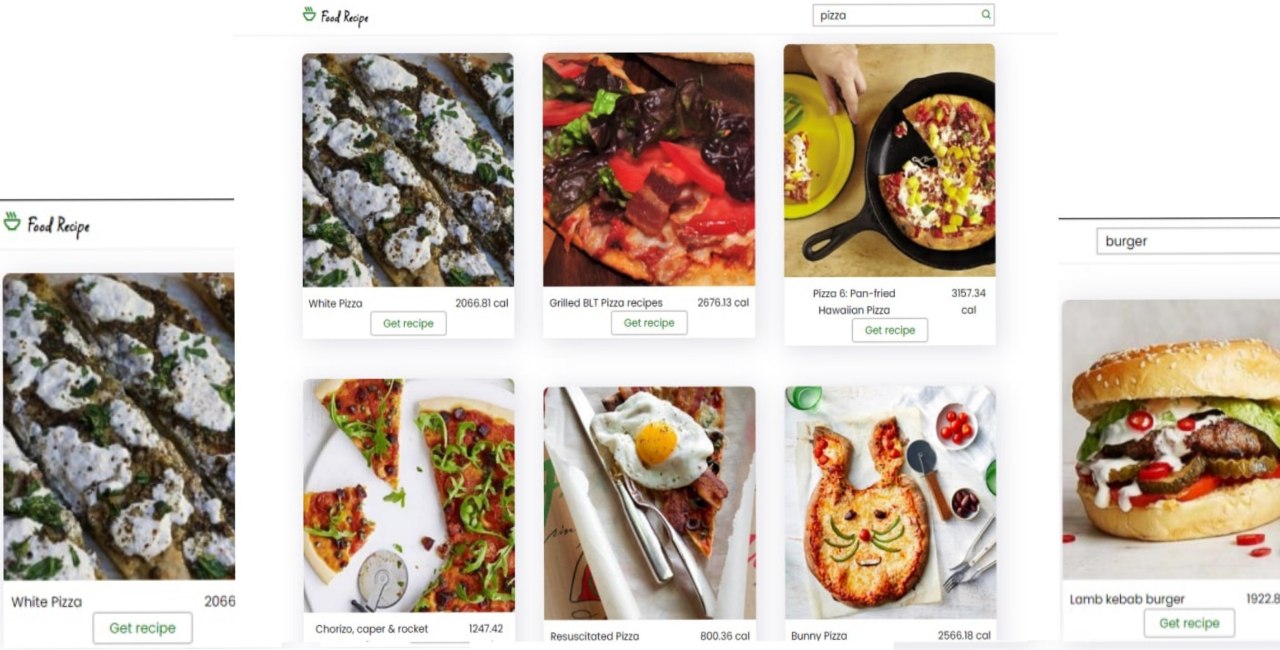 Food Recipe
pizza
White Pizza 2066.81 cal
Get recipe
Grilled BLT Pizza recipes 2676.13 cal
Get recipe
Pizza 6: Pan-fried 3157.34
Hawaiian Pizza cal
Get recipe
Chorizo, caper & rocket 1247.42
Resuscitated Pizza 800.36 cal
Bunny Pizza 2566.18 cal
Food Recipe
White Pizza 2066
Get recipe
burger
Lamb kebab burger 1922.8
Get recipe